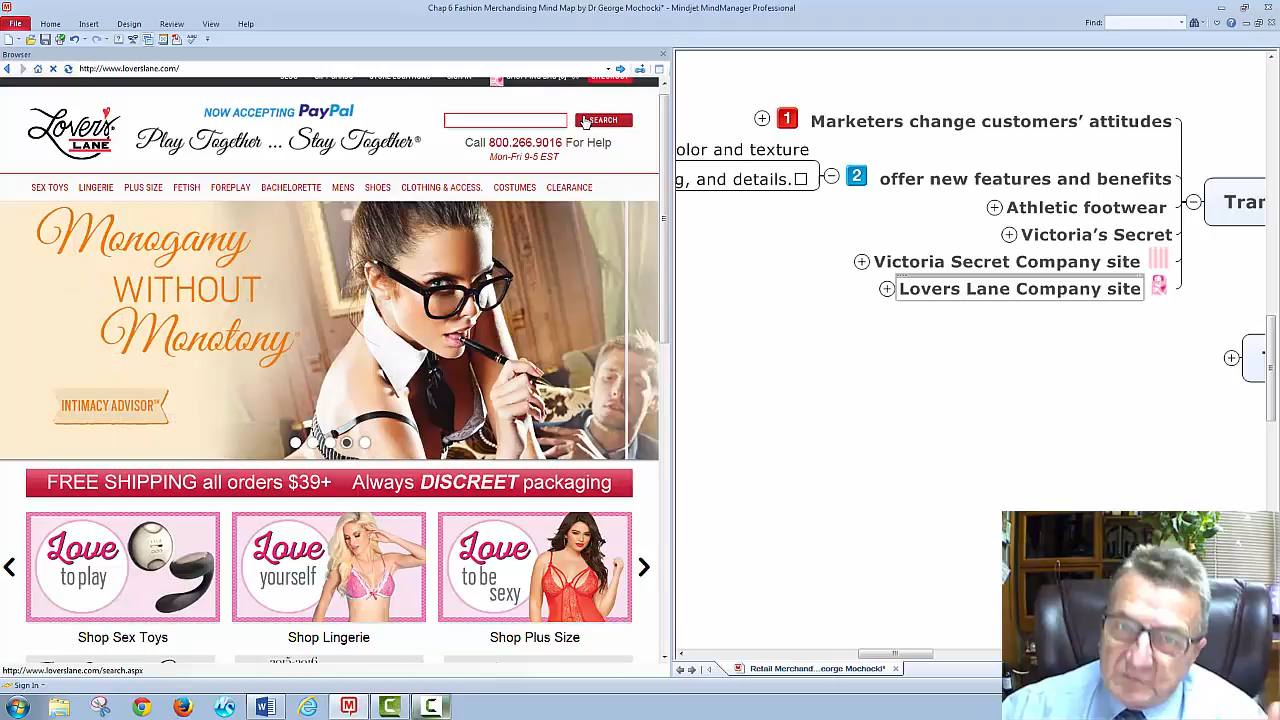 Chap 6 Fashion Merchandising Mind Map by Dr George Mochocki* - Mindjet MindManager Professional
File Home Insert Design Review View Help
Find:
Browser
http://www.loverslane.com/
Lover's LANE
NOW ACCEPTING PayPal
Play Together ... Stay Together®
SEARCH
Call 800.266.9016 For Help
Mon-Fri 9-5 EST
SEX TOYS LINGERIE PLUS SIZE FETISH FOREPLAY BACHELORETTE MENS SHOES CLOTHING & ACCESS. COSTUMES CLEARANCE
Monogamy
WITHOUT
Monotony®
INTIMACY ADVISOR℠
FREE SHIPPING all orders $39+ Always DISCREET packaging
Love to play
Love yourself
Love to be sexy
Shop Sex Toys Shop Lingerie Shop Plus Size
http://www.loverslane.com/search.aspx
Sign In
1 Marketers change customers' attitudes
olor and texture
g, and details.
2 offer new features and benefits
Athletic footwear
Victoria's Secret
Victoria Secret Company site
Lovers Lane Company site
Tran
Retail Merchand...eorge Mochocki*